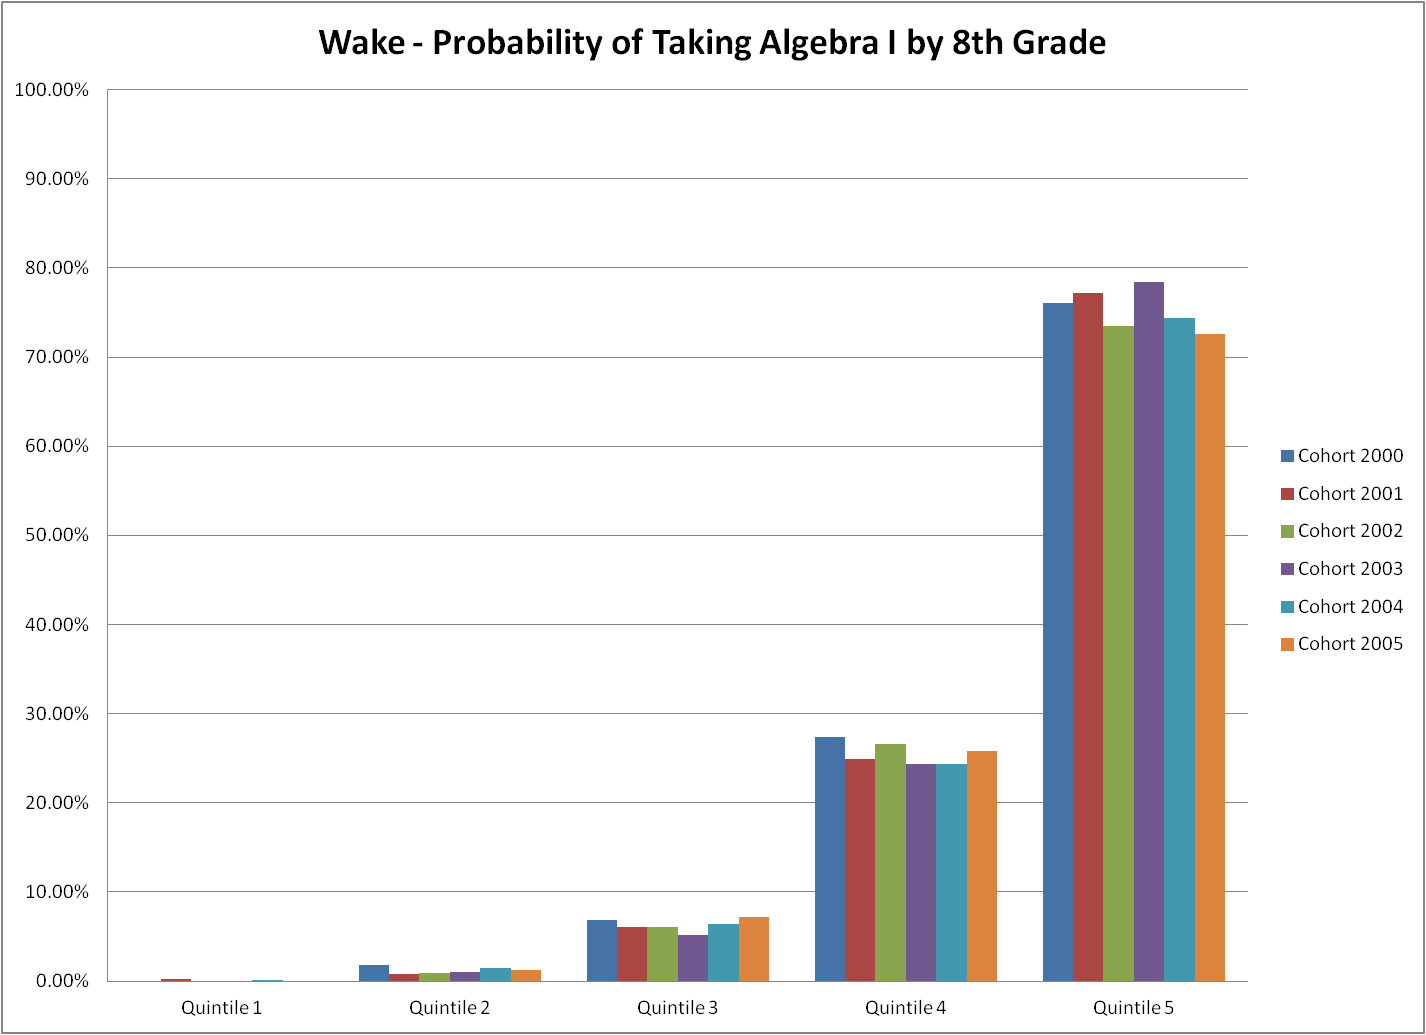 Wake - Probability of Taking Algebra I by 8th Grade
100.00%
90.00%
80.00%
70.00%
60.00%
50.00%
40.00%
30.00%
20.00%
10.00%
0.00%
Quintile 1
Quintile 2
Quintile 3
Quintile 4
Quintile 5
Cohort 2000
Cohort 2001
Cohort 2002
Cohort 2003
Cohort 2004
Cohort 2005